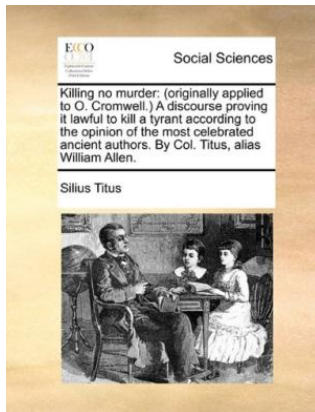 ECCO
Social Sciences
Killing no murder: (originally applied
to O. Cromwell.) A discourse proving
it lawful to kill a tyrant according to
the opinion of the most celebrated
ancient authors. By Col. Titus, alias
William Allen.
Silius Titus